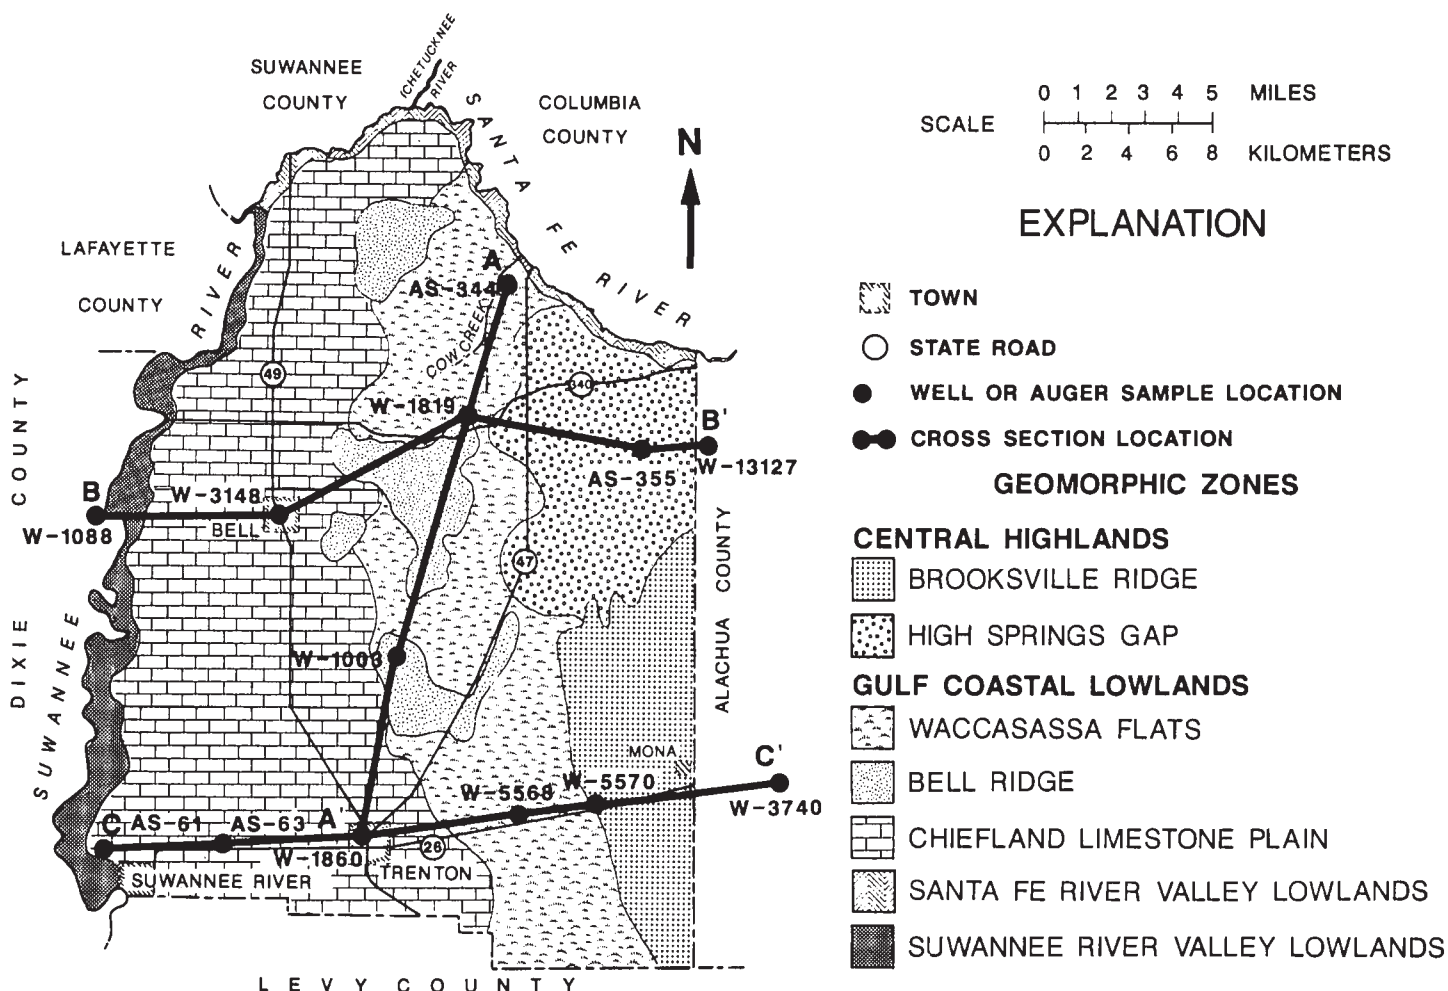 SUWANNEE
COUNTY
ICHETUCKNEE
RIVER
SANTA FE RIVER
COLUMBIA
COUNTY
N
LAFAYETTE
COUNTY
RIVER
A
AS-344
COW CREEK
49
340
W-1819
B'
W-13127
AS-355
B
W-3148
W-1088
BELL
47
DIXIE COUNTY
SUWANNEE
ALACHUA COUNTY
W-1003
MONA
C'
W-5568
W-5570
W-3740
C
AS-61
AS-63
A'
W-1860
26
SUWANNEE RIVER
TRENTON
LEVY COUNTY
0 1 2 3 4 5 MILES
SCALE
0 2 4 6 8 KILOMETERS
EXPLANATION
TOWN
STATE ROAD
WELL OR AUGER SAMPLE LOCATION
CROSS SECTION LOCATION
GEOMORPHIC ZONES
CENTRAL HIGHLANDS
BROOKSVILLE RIDGE
HIGH SPRINGS GAP
GULF COASTAL LOWLANDS
WACCASASSA FLATS
BELL RIDGE
CHIEFLAND LIMESTONE PLAIN
SANTA FE RIVER VALLEY LOWLANDS
SUWANNEE RIVER VALLEY LOWLANDS